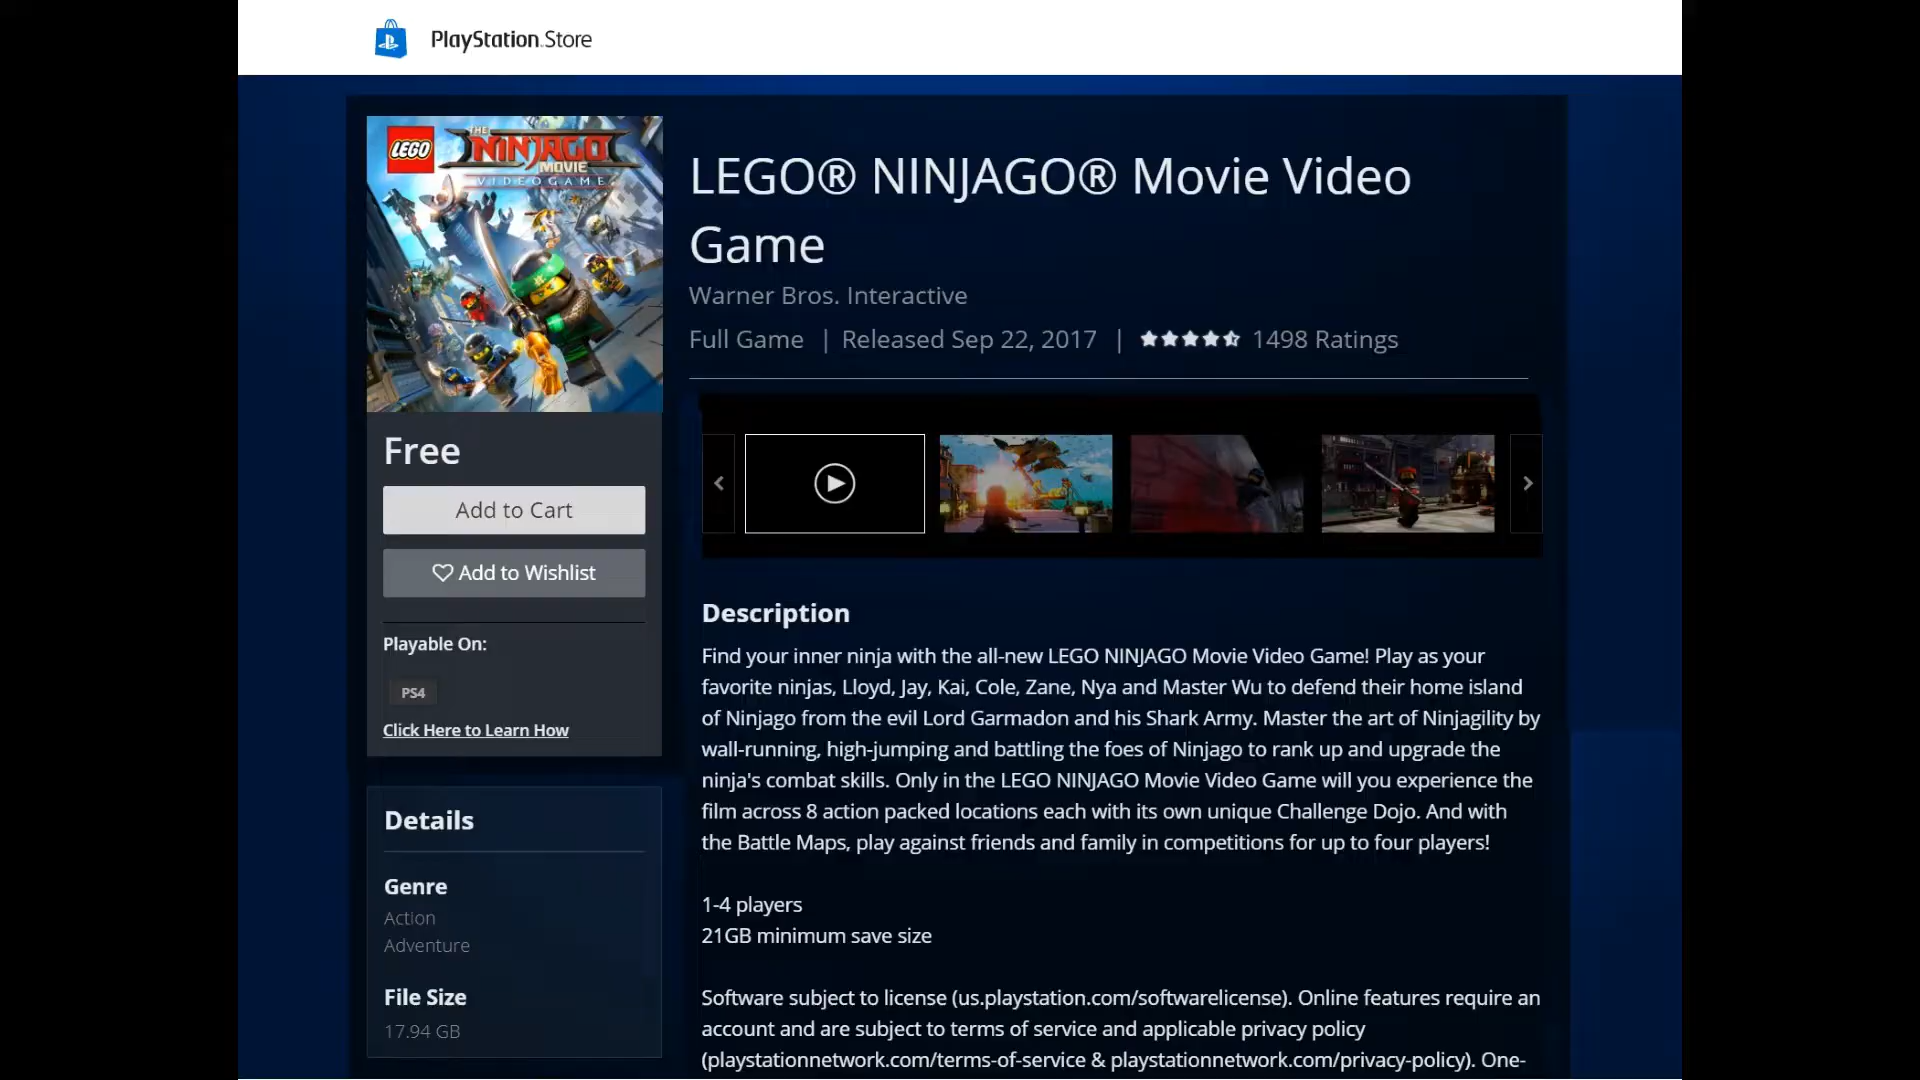 PlayStation Store
LEGO
THE
NINJAGO
MOVIE
VIDEOGAME
LEGO® NINJAGO® Movie Video
Game
Warner Bros. Interactive
Full Game | Released Sep 22, 2017 | 1498 Ratings
Free
Add to Cart
Add to Wishlist
Playable On:
PS4
Click Here to Learn How
Details
Genre
Action
Adventure
File Size
17.94 GB
Description
Find your inner ninja with the all-new LEGO NINJAGO Movie Video Game! Play as your
favorite ninjas, Lloyd, Jay, Kai, Cole, Zane, Nya and Master Wu to defend their home island
of Ninjago from the evil Lord Garmadon and his Shark Army. Master the art of Ninjagility by
wall-running, high-jumping and battling the foes of Ninjago to rank up and upgrade the
ninja's combat skills. Only in the LEGO NINJAGO Movie Video Game will you experience the
film across 8 action packed locations each with its own unique Challenge Dojo. And with
the Battle Maps, play against friends and family in competitions for up to four players!
1-4 players
21GB minimum save size
Software subject to license (us.playstation.com/softwarelicense). Online features require an
account and are subject to terms of service and applicable privacy policy
(playstationnetwork.com/terms-of-service & playstationnetwork.com/privacy-policy). One-